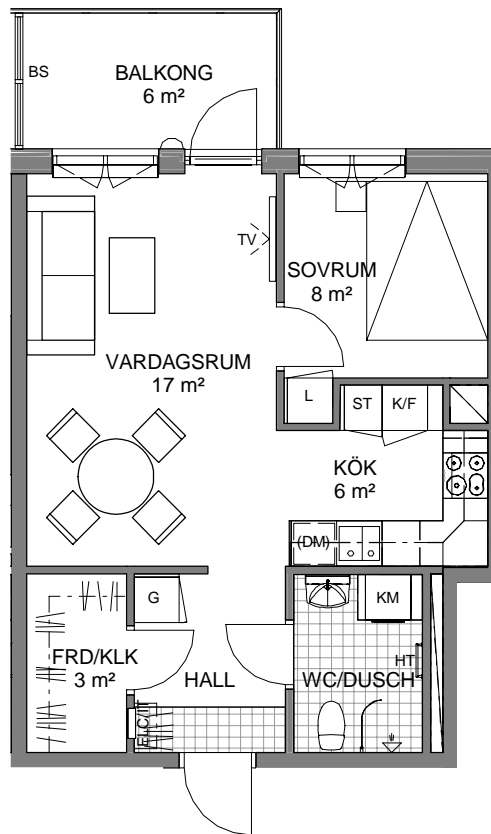 BS
BALKONG
6 m²
TV
SOVRUM
8 m²
VARDAGSRUM
17 m²
L
ST
K/F
KÖK
6 m²
(DM)
G
KM
FRD/KLK
3 m²
HALL
WC/DUSCH
HT
ELC/IT